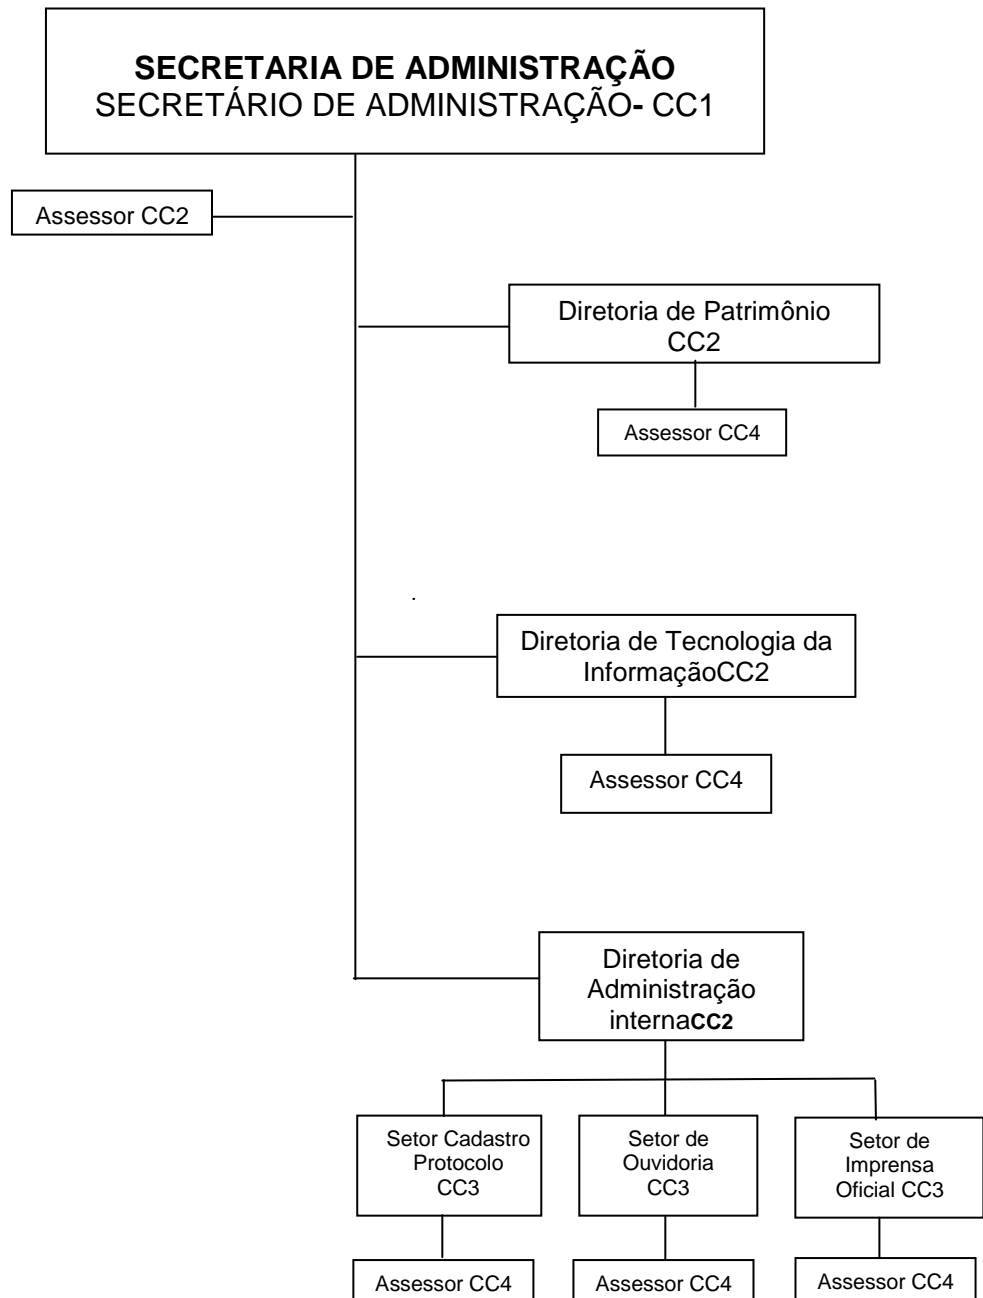 SECRETARIA DE ADMINISTRAÇÃO
SECRETÁRIO DE ADMINISTRAÇÃO- CC1
Assessor CC2
Diretoria de Patrimônio
CC2
Assessor CC4
.
Diretoria de Tecnologia da
InformaçãoCC2
Assessor CC4
Diretoria de
Administração
internaCC2
Setor Cadastro
Protocolo
CC3
Setor de
Ouvidoria
CC3
Setor de
Imprensa
Oficial CC3
Assessor CC4
Assessor CC4
Assessor CC4